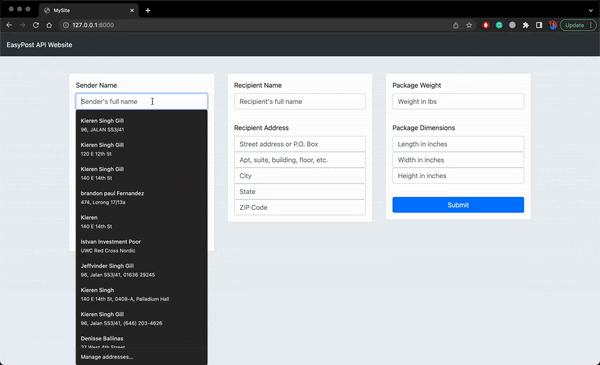 MySite
127.0.0.1:8000
Update
EasyPost API Website
Sender Name
Sender's full name
Kieren Singh Gill
96, JALAN SS3/41
Kieren Singh Gill
120 E 12th St
Kieren Singh Gill
140 E 14th St
brandon paul Fernandez
474, Lorong 17/13a
Kieren
140 E 14th St
Istvan Investment Poor
UWC Red Cross Nordic
Jeffvinder Singh Gill
96, Jalan SS3/41, 01636 29245
Kieren Singh
140 E 14th St, 0408-A, Palladium Hall
Kieren Singh Gill
96, Jalan SS3/41, (646) 203-4626
Denisse Baliinas
27 West 4th Street
Manage addresses...
Recipient Name
Recipient's full name
Recipient Address
Street address or P.O. Box
Apt, suite, building, floor, etc.
City
State
ZIP Code
Package Weight
Weight in lbs
Package Dimensions
Length in inches
Width in inches
Height in inches
Submit